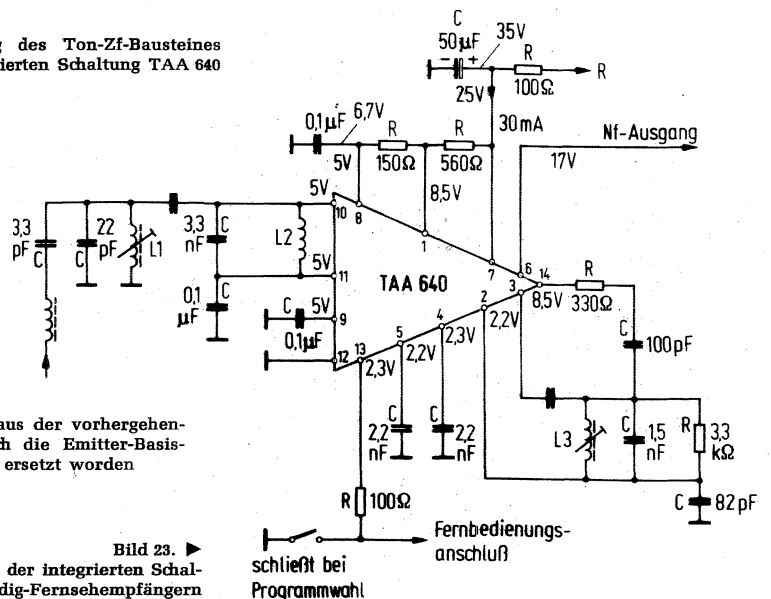 g des Ton-Zf-Bausteines
ierten Schaltung TAA 640
C
50 µF
- +
35V
R
100Ω
R
25V
30mA
0,1µF
6,7V
5V
R
150Ω
R
560Ω
8,5V
Nf-Ausgang
17V
3,3
pF
C
22
pF
C
L1
3,3
nF
C
L2
5V
10
8
1
7
6
14
5V
11
TAA 640
0,1
µF
C
C
0,1µF
5V
9
12
13
2,3V
5
2,2V
4
2,3V
2
2,2V
3
8,5V
R
330Ω
C
100pF
C
2,2
nF
C
2,2
nF
L3
C
1,5
nF
R
3,3
kΩ
C
82pF
R
100Ω
Fernbedienungs-
anschluß
schließt bei
Programmwahl
aus der vorhergehen-
ch die Emitter-Basis-
ersetzt worden
Bild 23. ►
der integrierten Schal-
dig-Fernsehempfängern